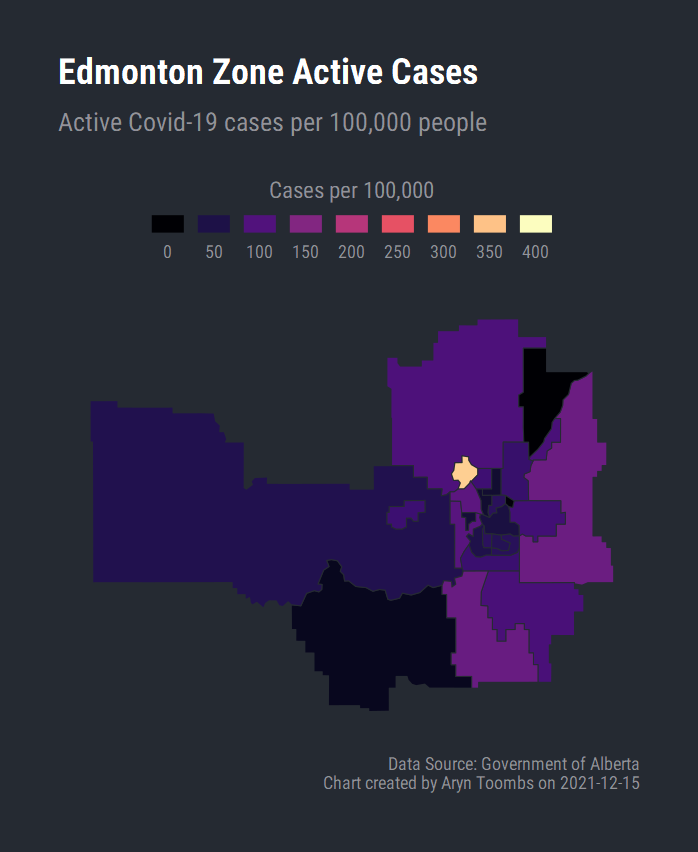 Edmonton Zone Active Cases
Active Covid-19 cases per 100,000 people
Cases per 100,000
0 50 100 150 200 250 300 350 400
Data Source: Government of Alberta
Chart created by Aryn Toombs on 2021-12-15